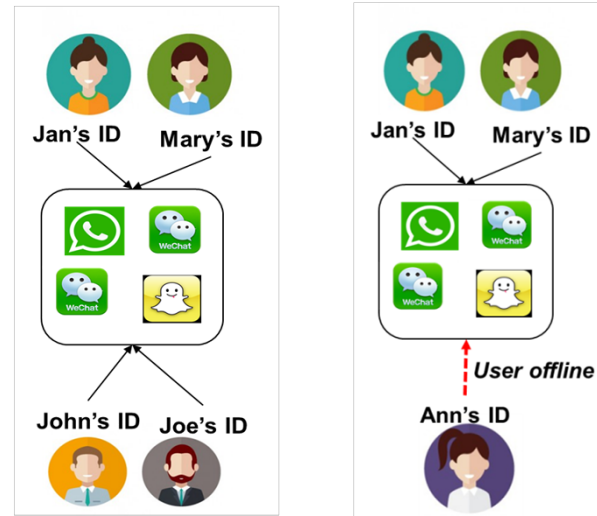 Jan's ID
Mary's ID
WeChat
WeChat
John's ID
Joe's ID
Jan's ID
Mary's ID
WeChat
WeChat
User offline
Ann's ID